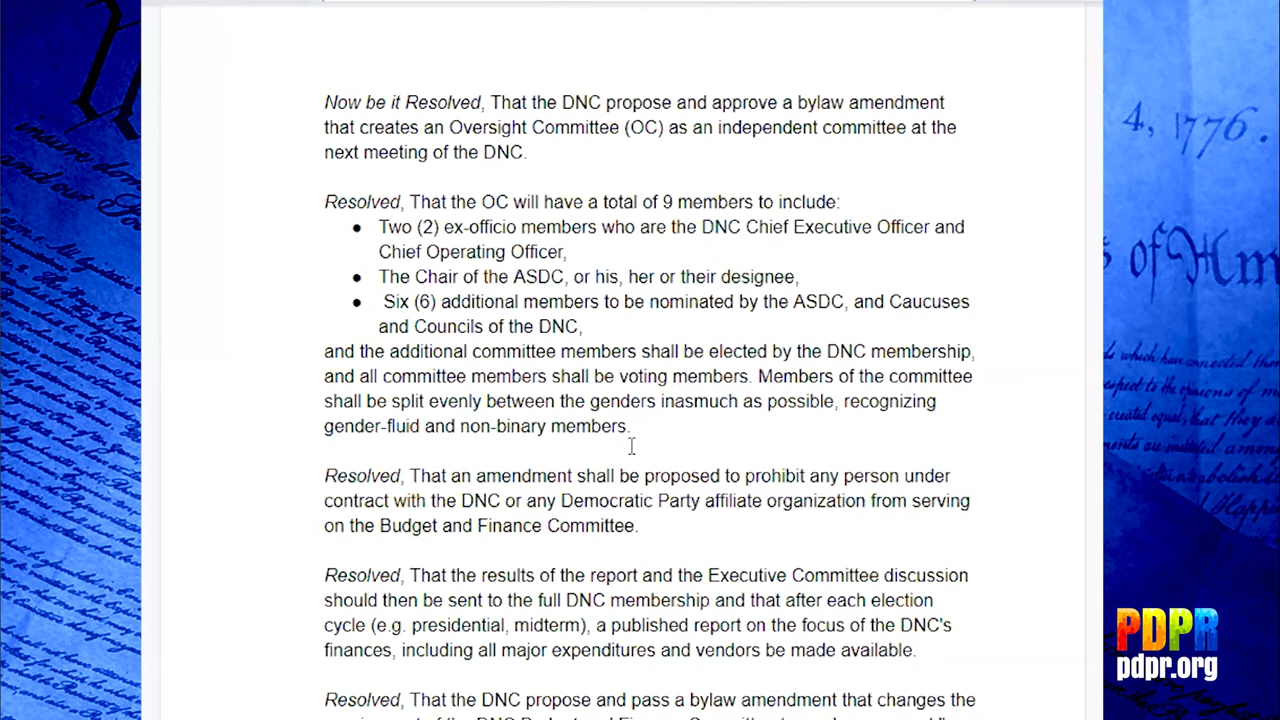 Now be it Resolved, That the DNC propose and approve a bylaw amendment
that creates an Oversight Committee (OC) as an independent committee at the
next meeting of the DNC.
Resolved, That the OC will have a total of 9 members to include:
● Two (2) ex-officio members who are the DNC Chief Executive Officer and
Chief Operating Officer,
● The Chair of the ASDC, or his, her or their designee,
● Six (6) additional members to be nominated by the ASDC, and Caucuses
and Councils of the DNC,
and the additional committee members shall be elected by the DNC membership,
and all committee members shall be voting members. Members of the committee
shall be split evenly between the genders inasmuch as possible, recognizing
gender-fluid and non-binary members.
Resolved, That an amendment shall be proposed to prohibit any person under
contract with the DNC or any Democratic Party affiliate organization from serving
on the Budget and Finance Committee.
Resolved, That the results of the report and the Executive Committee discussion
should then be sent to the full DNC membership and that after each election
cycle (e.g. presidential, midterm), a published report on the focus of the DNC's
finances, including all major expenditures and vendors be made available.
Resolved, That the DNC propose and pass a bylaw amendment that changes the
4, 1776.
of Am
PDPR
pdpr.org